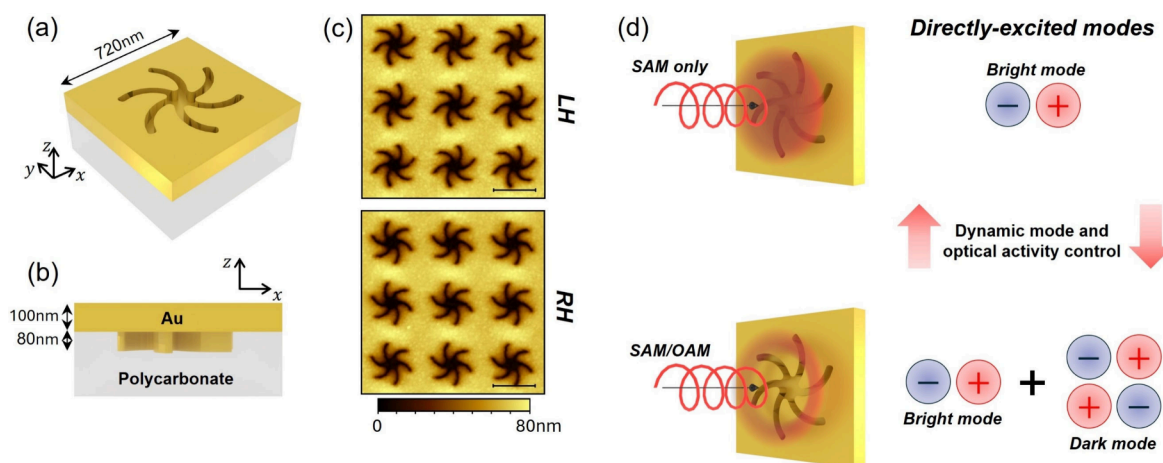 (a)
720nm
z
y
x
(b)
z
x
100nm
Au
80nm
Polycarbonate
(c)
LH
RH
0
80nm
(d)
Directly-excited modes
SAM only
Bright mode
− +
Dynamic mode and
optical activity control
SAM/OAM
− + + − +
+ −
Bright mode
Dark mode